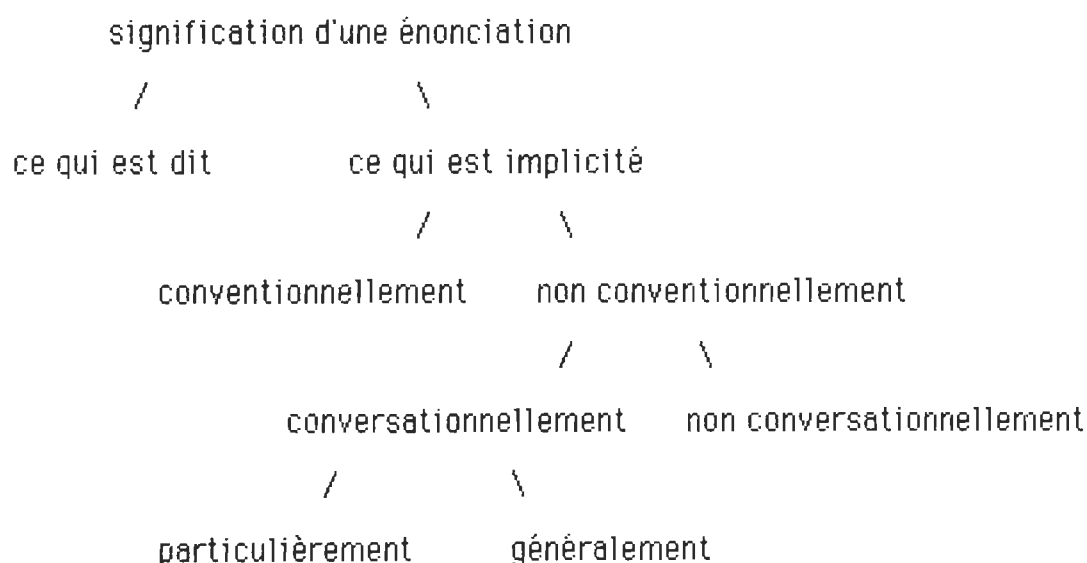 signification d'une énonciation
/ \
ce qui est dit ce qui est implicité
/ \
conventionnellement non conventionnellement
/ \
conversationnellement non conversationnellement
/ \
particulièrement généralement